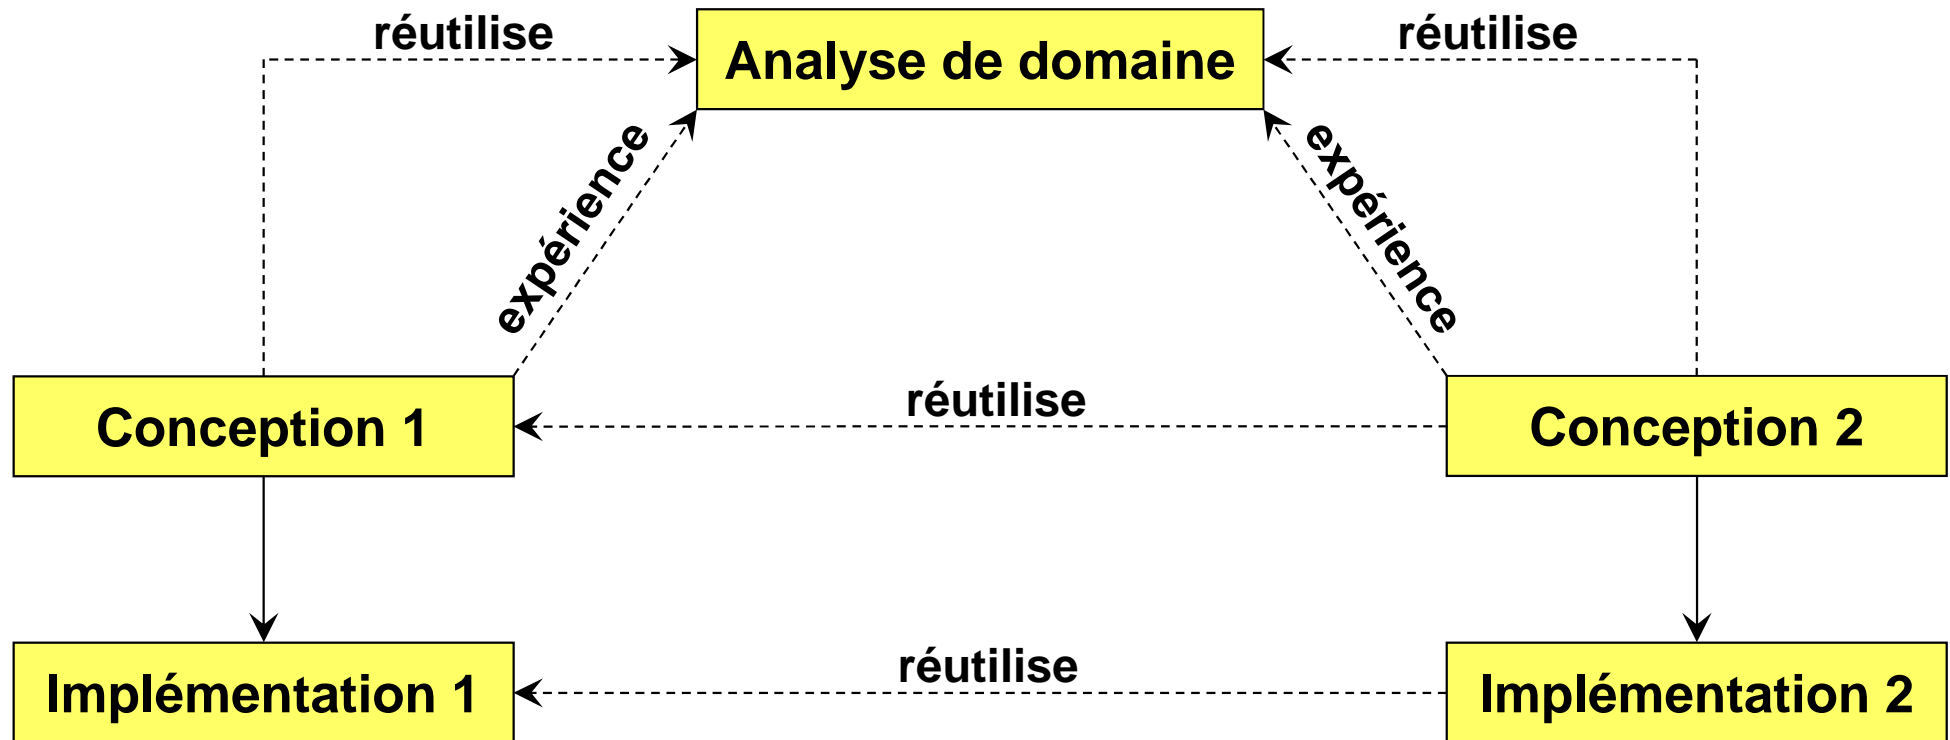 réutilise
Analyse de domaine
réutilise
expérience
expérience
réutilise
Conception 1
Conception 2
réutilise
Implémentation 1
Implémentation 2